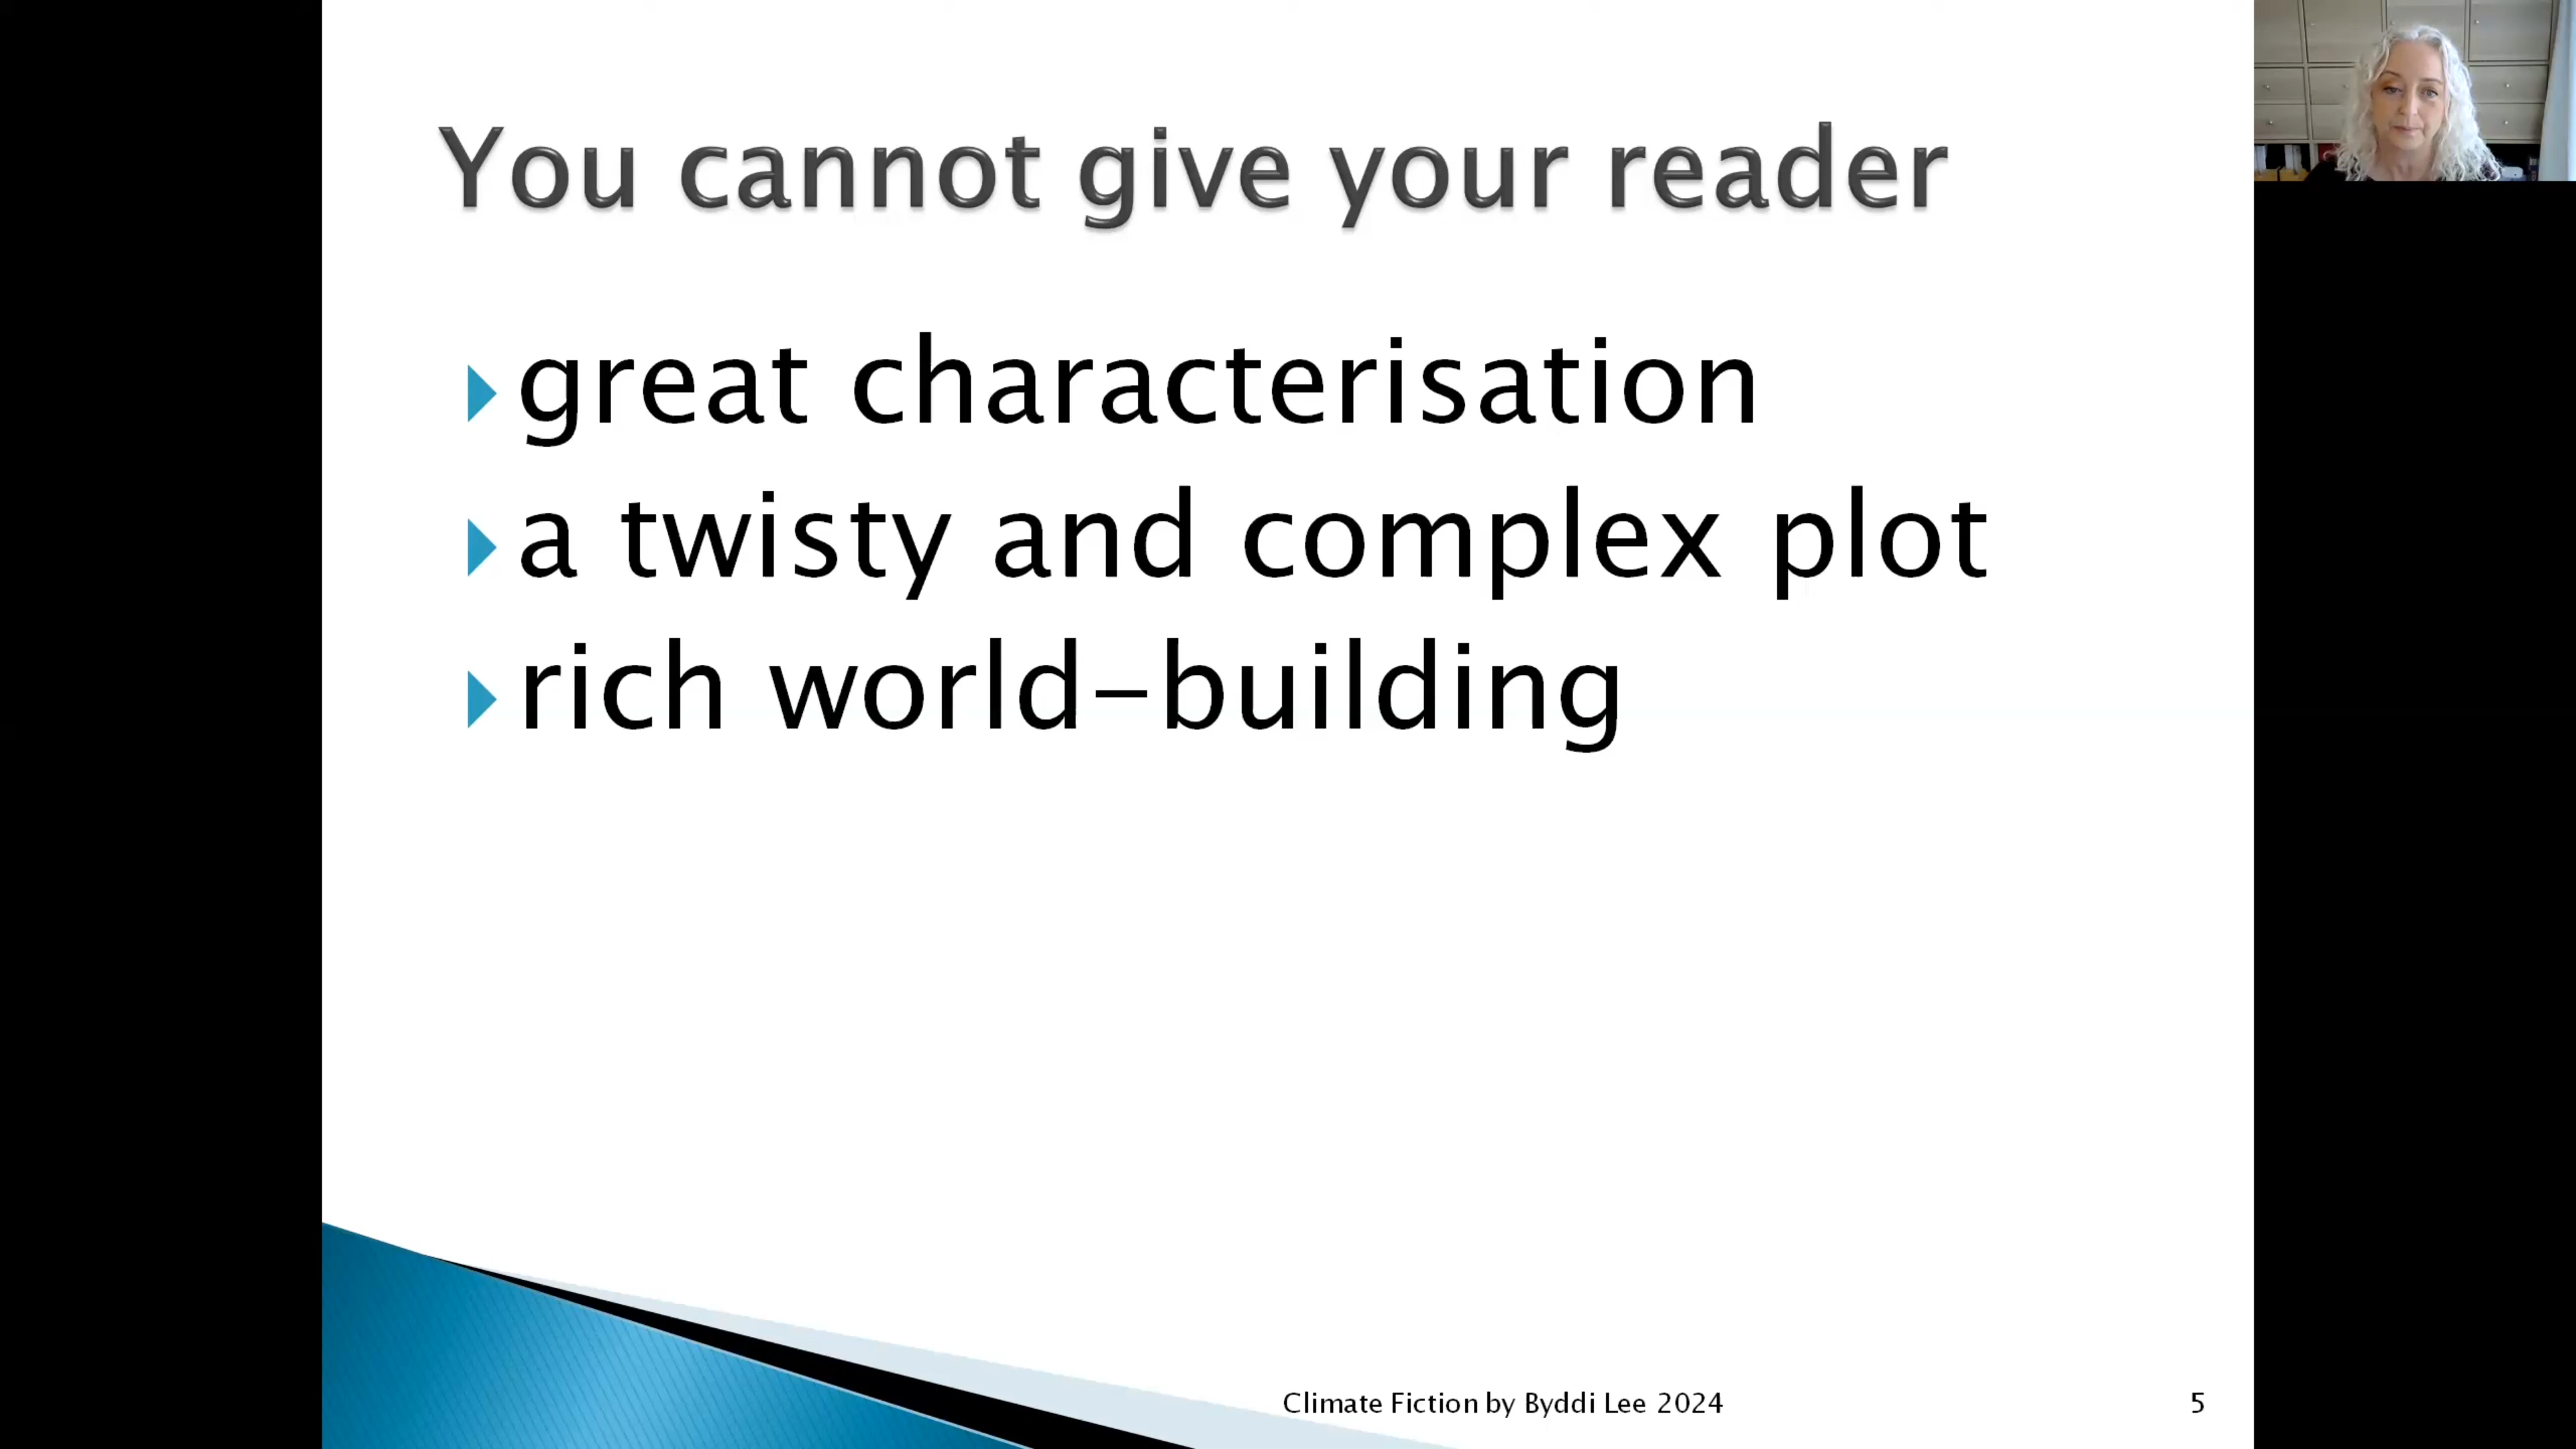 You cannot give your reader
great characterisation
a twisty and complex plot
rich world-building
Climate Fiction by Byddi Lee 2024
5